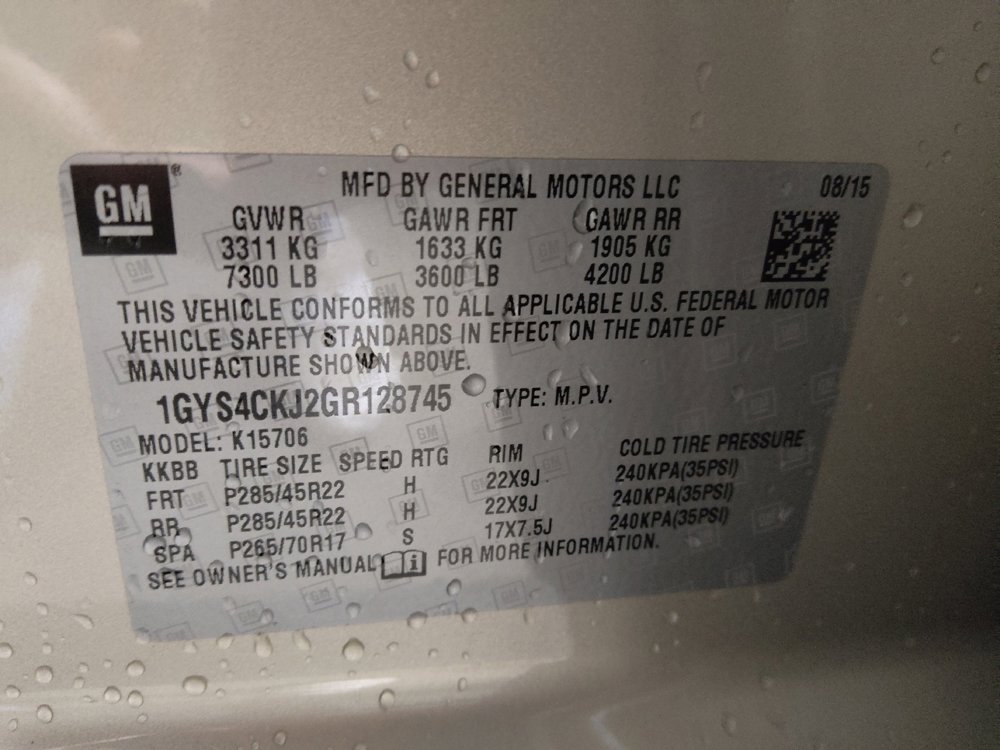 GM ®
MFD BY GENERAL MOTORS LLC 08/15
GVWR GAWR FRT GAWR RR
3311 KG 1633 KG 1905 KG
7300 LB 3600 LB 4200 LB
THIS VEHICLE CONFORMS TO ALL APPLICABLE U.S. FEDERAL MOTOR
VEHICLE SAFETY STANDARDS IN EFFECT ON THE DATE OF
MANUFACTURE SHOWN ABOVE.
1GYS4CKJ2GR128745 TYPE: M.P.V.
MODEL: K15706
KKBB TIRE SIZE SPEED RTG RIM COLD TIRE PRESSURE
FRT P285/45R22 H 22X9J 240KPA(35PSI)
RR P285/45R22 H 22X9J 240KPA(35PSI)
SPA P265/70R17 S 17X7.5J 240KPA(35PSI)
SEE OWNER'S MANUAL i FOR MORE INFORMATION.